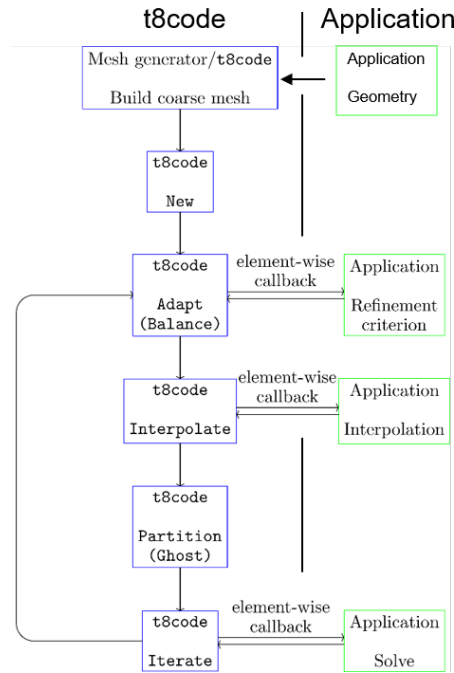 t8code
Application
Mesh generator/t8code
Build coarse mesh
Application
Geometry
t8code
New
t8code
Adapt
(Balance)
element-wise
callback
Application
Refinement
criterion
t8code
Interpolate
element-wise
callback
Application
Interpolation
t8code
Partition
(Ghost)
t8code
Iterate
element-wise
callback
Application
Solve